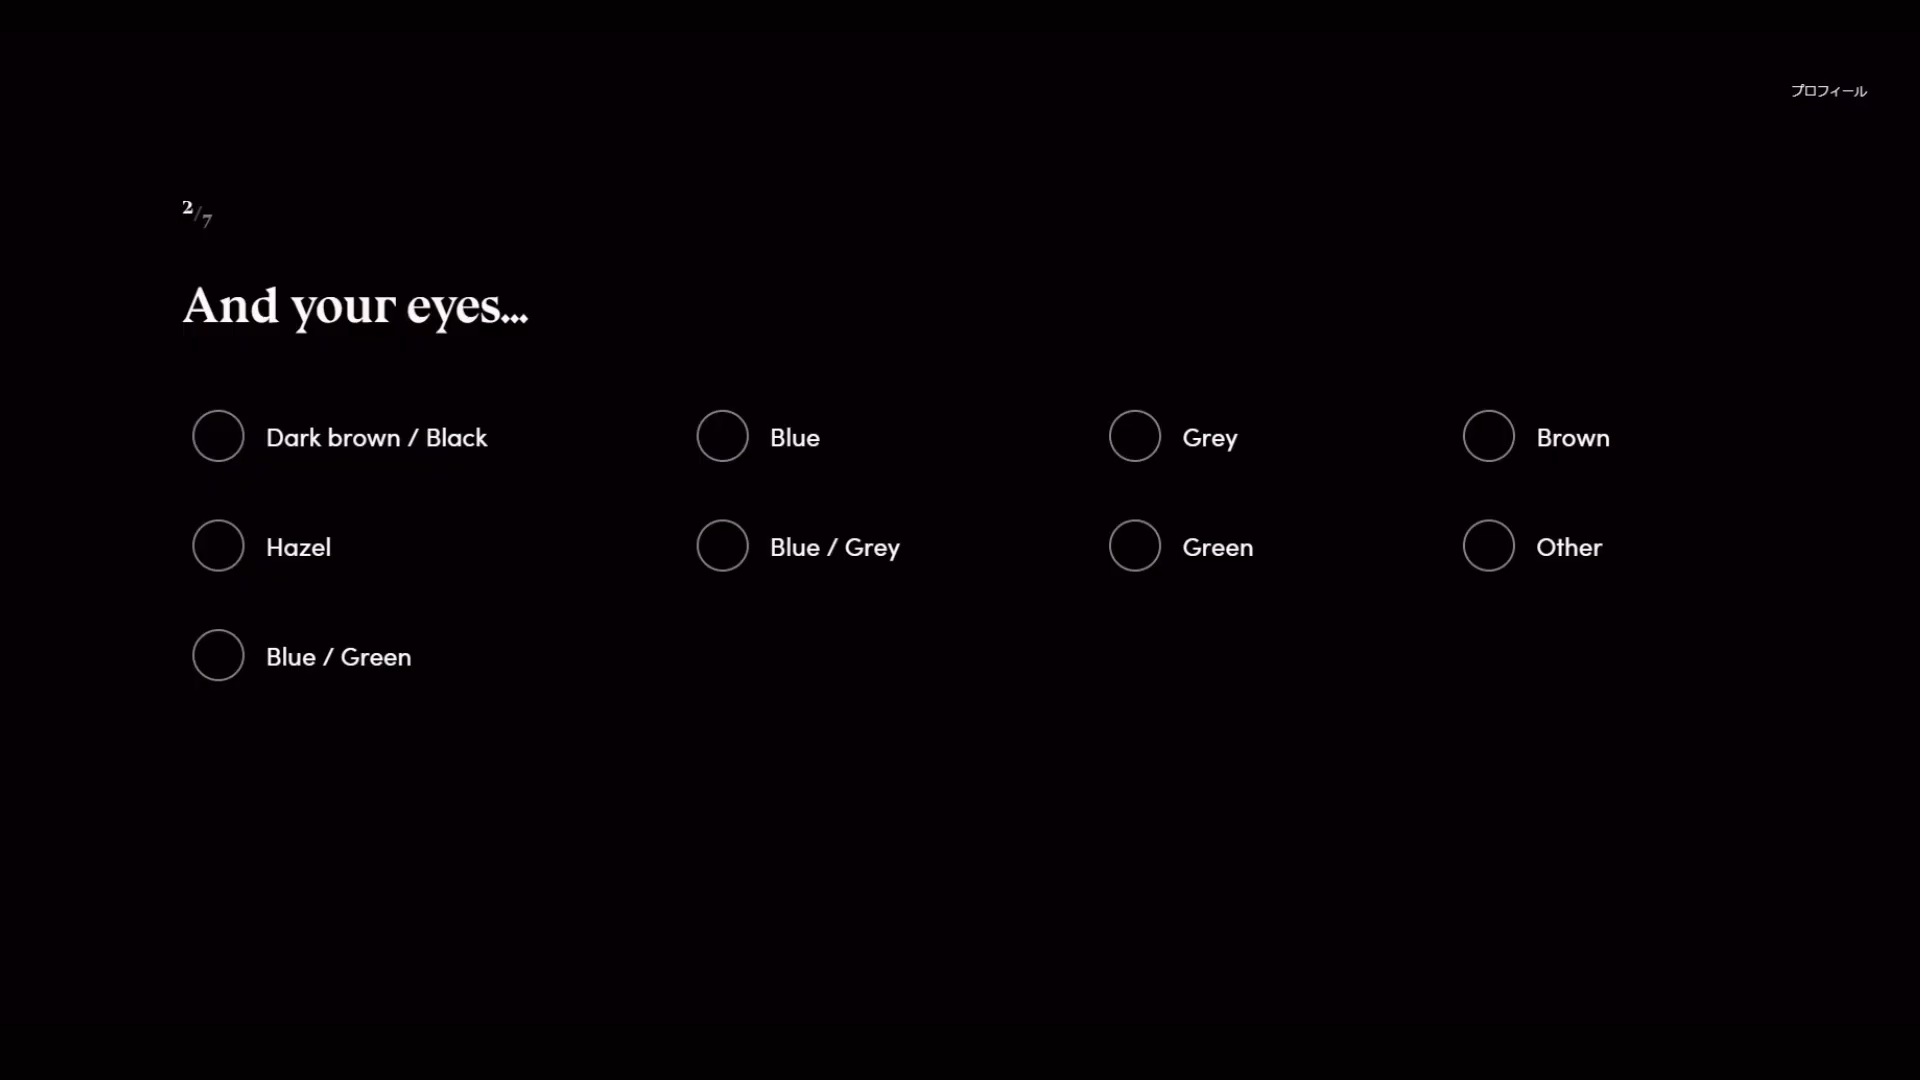 プロフィール
2/7
And your eyes...
Dark brown / Black
Blue
Grey
Brown
Hazel
Blue / Grey
Green
Other
Blue / Green